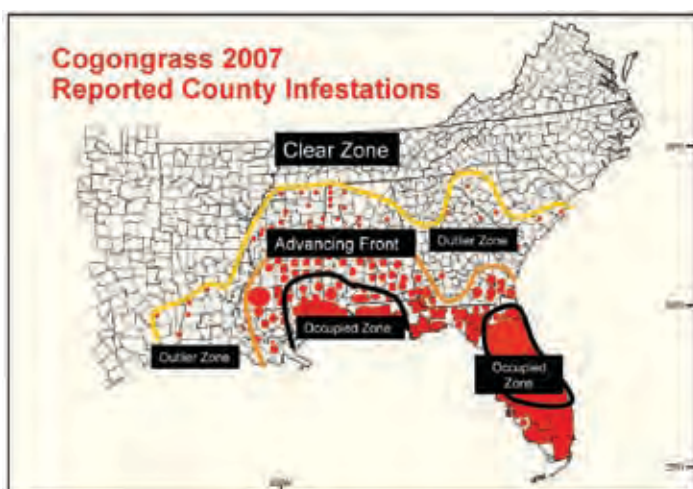 Cogongrass 2007
Reported County Infestations
Clear Zone
Advancing Front
Outlier Zone
Occupied Zone
Outlier Zone
Occupied
Zone